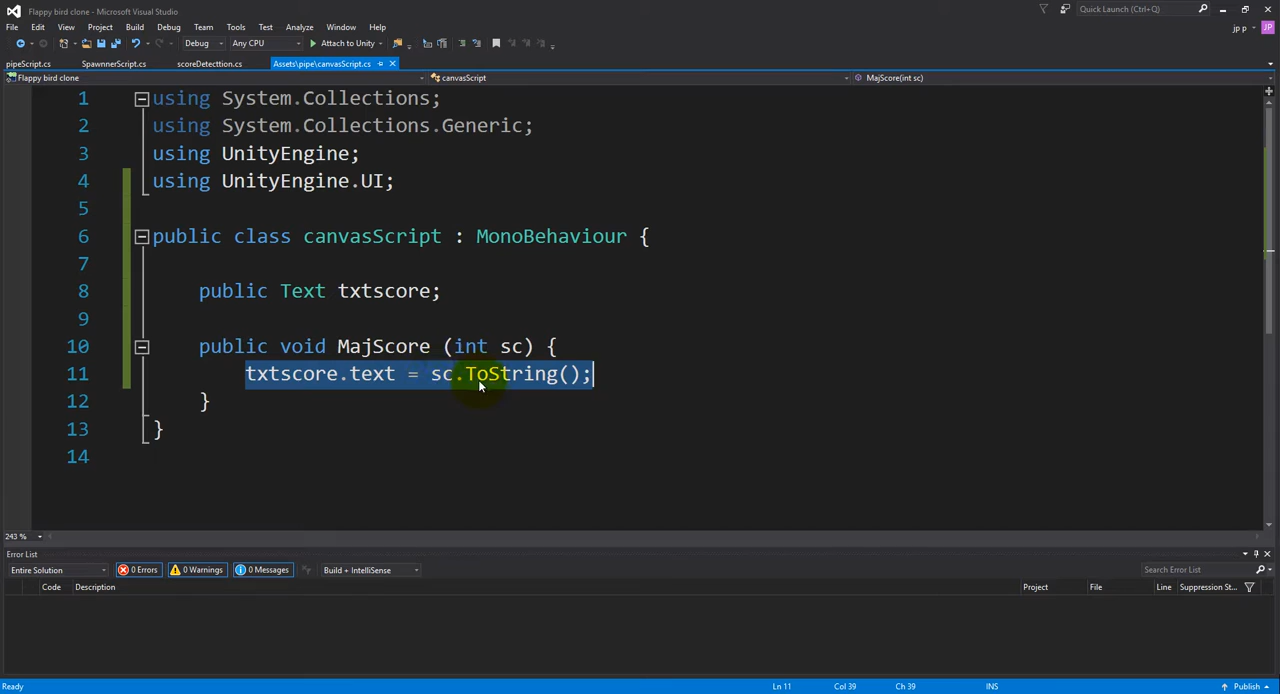 Flappy bird clone - Microsoft Visual Studio
Quick Launch (Ctrl+Q)
File Edit View Project Build Debug Team Tools Test Analyze Window Help
jp p JP
Debug Any CPU Attach to Unity
pipeScript.cs SpawnnerScript.cs scoreDetecttion.cs Assets\pipe\canvasScript.cs
Flappy bird clone canvasScript MajScore(int sc)
1 using System.Collections;
2 using System.Collections.Generic;
3 using UnityEngine;
4 using UnityEngine.UI;
5
6 public class canvasScript : MonoBehaviour {
7
8 public Text txtscore;
9
10 public void MajScore (int sc) {
11 txtscore.text = sc.ToString();
12 }
13 }
14
243 %
Error List
Entire Solution 0 Errors 0 Warnings 0 Messages Build + IntelliSense Search Error List
Code Description Project File Line Suppression St...
Ready Ln 11 Col 39 Ch 39 INS Publish